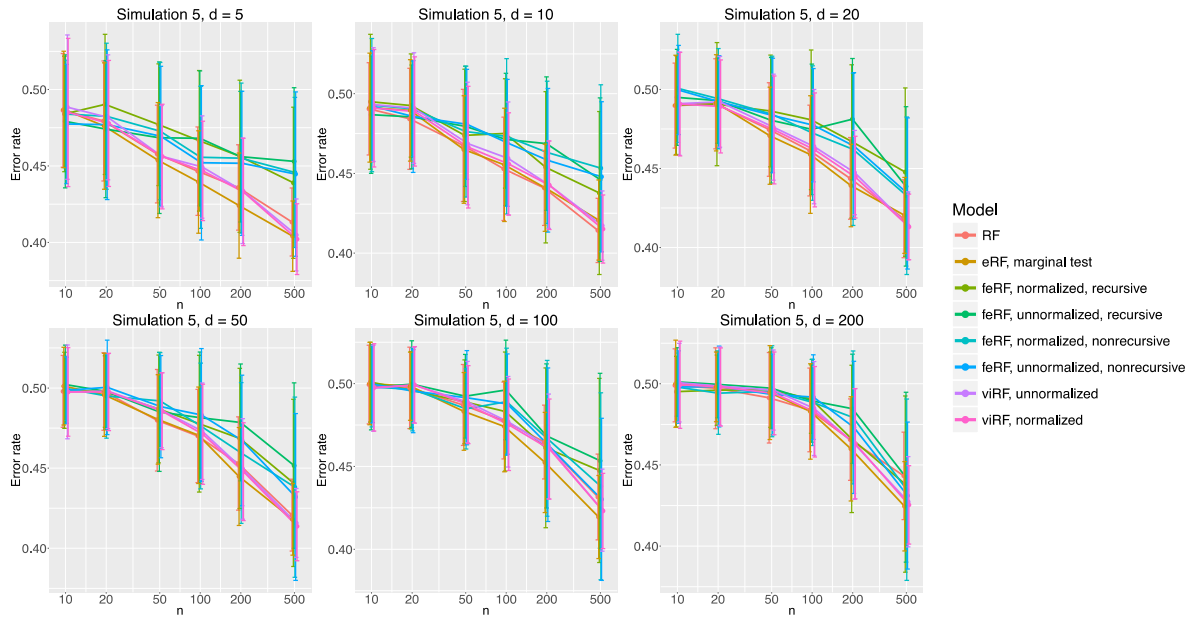 Simulation 5, d = 5
Simulation 5, d = 10
Simulation 5, d = 20
Error rate
0.50
0.45
0.40
10 20 50 100 200 500
n
Error rate
0.50
0.45
0.40
10 20 50 100 200 500
n
Error rate
0.50
0.45
0.40
10 20 50 100 200 500
n
Simulation 5, d = 50
Simulation 5, d = 100
Simulation 5, d = 200
Error rate
0.50
0.45
0.40
10 20 50 100 200 500
n
Error rate
0.50
0.45
0.40
10 20 50 100 200 500
n
Error rate
0.50
0.45
0.40
10 20 50 100 200 500
n
Model
RF
eRF, marginal test
feRF, normalized, recursive
feRF, unnormalized, recursive
feRF, normalized, nonrecursive
feRF, unnormalized, nonrecursive
viRF, unnormalized
viRF, normalized